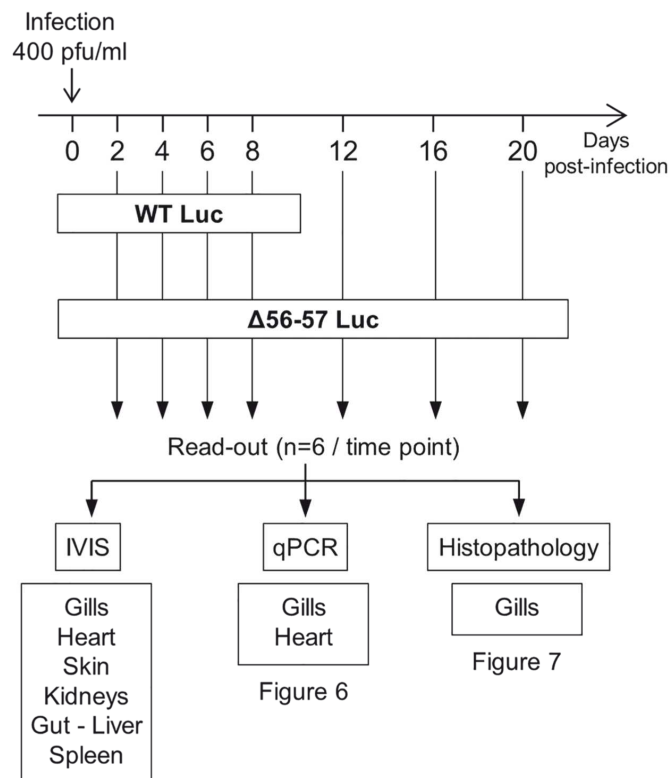 Infection
400 pfu/ml
0 2 4 6 8 12 16 20
Days
post-infection
WT Luc
Δ56-57 Luc
Read-out (n=6 / time point)
IVIS
qPCR
Histopathology
Gills
Heart
Skin
Kidneys
Gut - Liver
Spleen
Gills
Heart
Figure 6
Gills
Figure 7